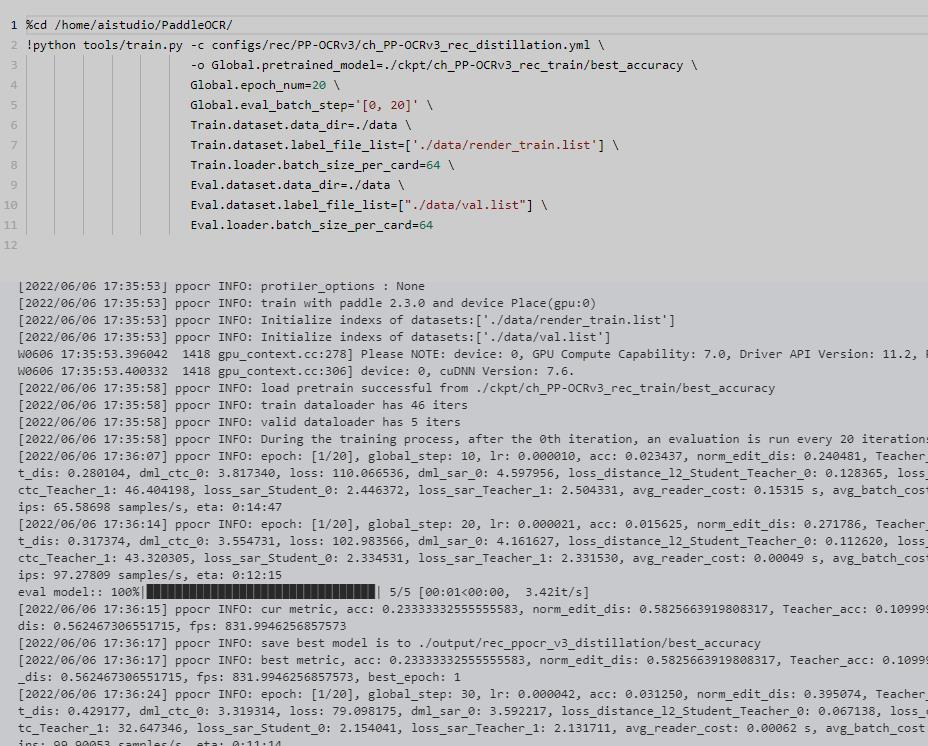 1 %cd /home/aistudio/PaddleOCR/
2 !python tools/train.py -c configs/rec/PP-OCRv3/ch_PP-OCRv3_rec_distillation.yml \
3 -o Global.pretrained_model=./ckpt/ch_PP-OCRv3_rec_train/best_accuracy \
4 Global.epoch_num=20 \
5 Global.eval_batch_step='[0, 20]' \
6 Train.dataset.data_dir=./data \
7 Train.dataset.label_file_list=['./data/render_train.list'] \
8 Train.loader.batch_size_per_card=64 \
9 Eval.dataset.data_dir=./data \
10 Eval.dataset.label_file_list=["./data/val.list"] \
11 Eval.loader.batch_size_per_card=64
12
[2022/06/06 17:35:53] ppocr INFO: profiler_options : None
[2022/06/06 17:35:53] ppocr INFO: train with paddle 2.3.0 and device Place(gpu:0)
[2022/06/06 17:35:53] ppocr INFO: Initialize indexs of datasets:['./data/render_train.list']
[2022/06/06 17:35:53] ppocr INFO: Initialize indexs of datasets:['./data/val.list']
W0606 17:35:53.396042 1418 gpu_context.cc:278] Please NOTE: device: 0, GPU Compute Capability: 7.0, Driver API Version: 11.2,
W0606 17:35:53.400332 1418 gpu_context.cc:306] device: 0, cuDNN Version: 7.6.
[2022/06/06 17:35:58] ppocr INFO: load pretrain successful from ./ckpt/ch_PP-OCRv3_rec_train/best_accuracy
[2022/06/06 17:35:58] ppocr INFO: train dataloader has 46 iters
[2022/06/06 17:35:58] ppocr INFO: valid dataloader has 5 iters
[2022/06/06 17:35:58] ppocr INFO: During the training process, after the 0th iteration, an evaluation is run every 20 iterations
[2022/06/06 17:36:07] ppocr INFO: epoch: [1/20], global_step: 10, lr: 0.000010, acc: 0.023437, norm_edit_dis: 0.240481, Teacher_
t_dis: 0.280104, dml_ctc_0: 3.817340, loss: 110.066536, dml_sar_0: 4.597956, loss_distance_l2_Student_Teacher_0: 0.128365, loss_
ctc_Teacher_1: 46.404198, loss_sar_Student_0: 2.446372, loss_sar_Teacher_1: 2.504331, avg_reader_cost: 0.15315 s, avg_batch_cost
ips: 65.58698 samples/s, eta: 0:14:47
[2022/06/06 17:36:14] ppocr INFO: epoch: [1/20], global_step: 20, lr: 0.000021, acc: 0.015625, norm_edit_dis: 0.271786, Teacher_
t_dis: 0.317374, dml_ctc_0: 3.554731, loss: 102.983566, dml_sar_0: 4.161627, loss_distance_l2_Student_Teacher_0: 0.112620, loss_
ctc_Teacher_1: 43.320305, loss_sar_Student_0: 2.334531, loss_sar_Teacher_1: 2.331530, avg_reader_cost: 0.00049 s, avg_batch_cost
ips: 97.27809 samples/s, eta: 0:12:15
eval model:: 100%| | 5/5 [00:01<00:00, 3.42it/s]
[2022/06/06 17:36:15] ppocr INFO: cur metric, acc: 0.23333332555555583, norm_edit_dis: 0.5825663919808317, Teacher_acc: 0.109999
dis: 0.562467306551715, fps: 831.9946256857573
[2022/06/06 17:36:17] ppocr INFO: save best model is to ./output/rec_ppocr_v3_distillation/best_accuracy
[2022/06/06 17:36:17] ppocr INFO: best metric, acc: 0.23333332555555583, norm_edit_dis: 0.5825663919808317, Teacher_acc: 0.1099
_dis: 0.562467306551715, fps: 831.9946256857573, best_epoch: 1
[2022/06/06 17:36:24] ppocr INFO: epoch: [1/20], global_step: 30, lr: 0.000042, acc: 0.031250, norm_edit_dis: 0.395074, Teacher_
t_dis: 0.429177, dml_ctc_0: 3.319314, loss: 79.098175, dml_sar_0: 3.592217, loss_distance_l2_Student_Teacher_0: 0.067138, loss_c
tc_Teacher_1: 32.647346, loss_sar_Student_0: 2.154041, loss_sar_Teacher_1: 2.131711, avg_reader_cost: 0.00062 s, avg_batch_cost
ips: 99.90053 samples/s, eta: 0:11:14